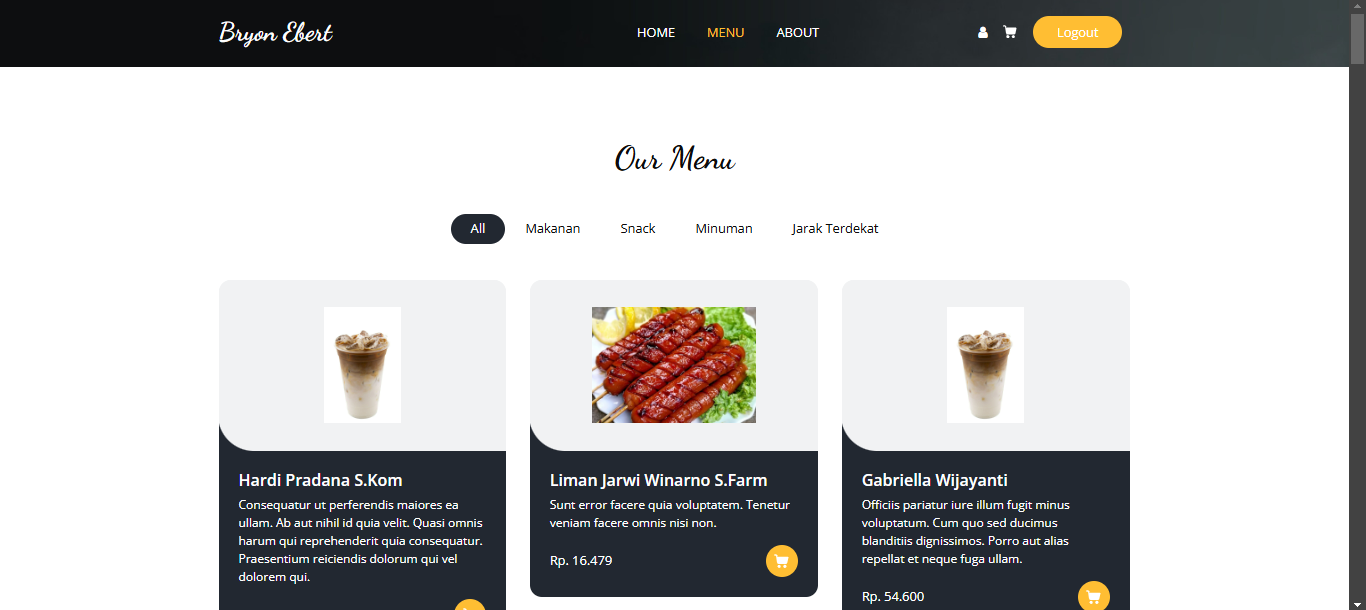 Bryon Ebert
HOME
MENU
ABOUT
Logout
Our Menu
All
Makanan
Snack
Minuman
Jarak Terdekat
Hardi Pradana S.Kom
Consequatur ut perferendis maiores ea
ullam. Ab aut nihil id quia velit. Quasi omnis
harum qui reprehenderit quia consequatur.
Praesentium reiciendis dolorum qui vel
dolorem qui.
Liman Jarwi Winarno S.Farm
Sunt error facere quia voluptatem. Tenetur
veniam facere omnis nisi non.
Rp. 16.479
Gabriella Wijayanti
Officiis pariatur iure illum fugit minus
voluptatum. Cum quo sed ducimus
blanditiis dignissimos. Porro aut alias
repellat et neque fuga ullam.
Rp. 54.600